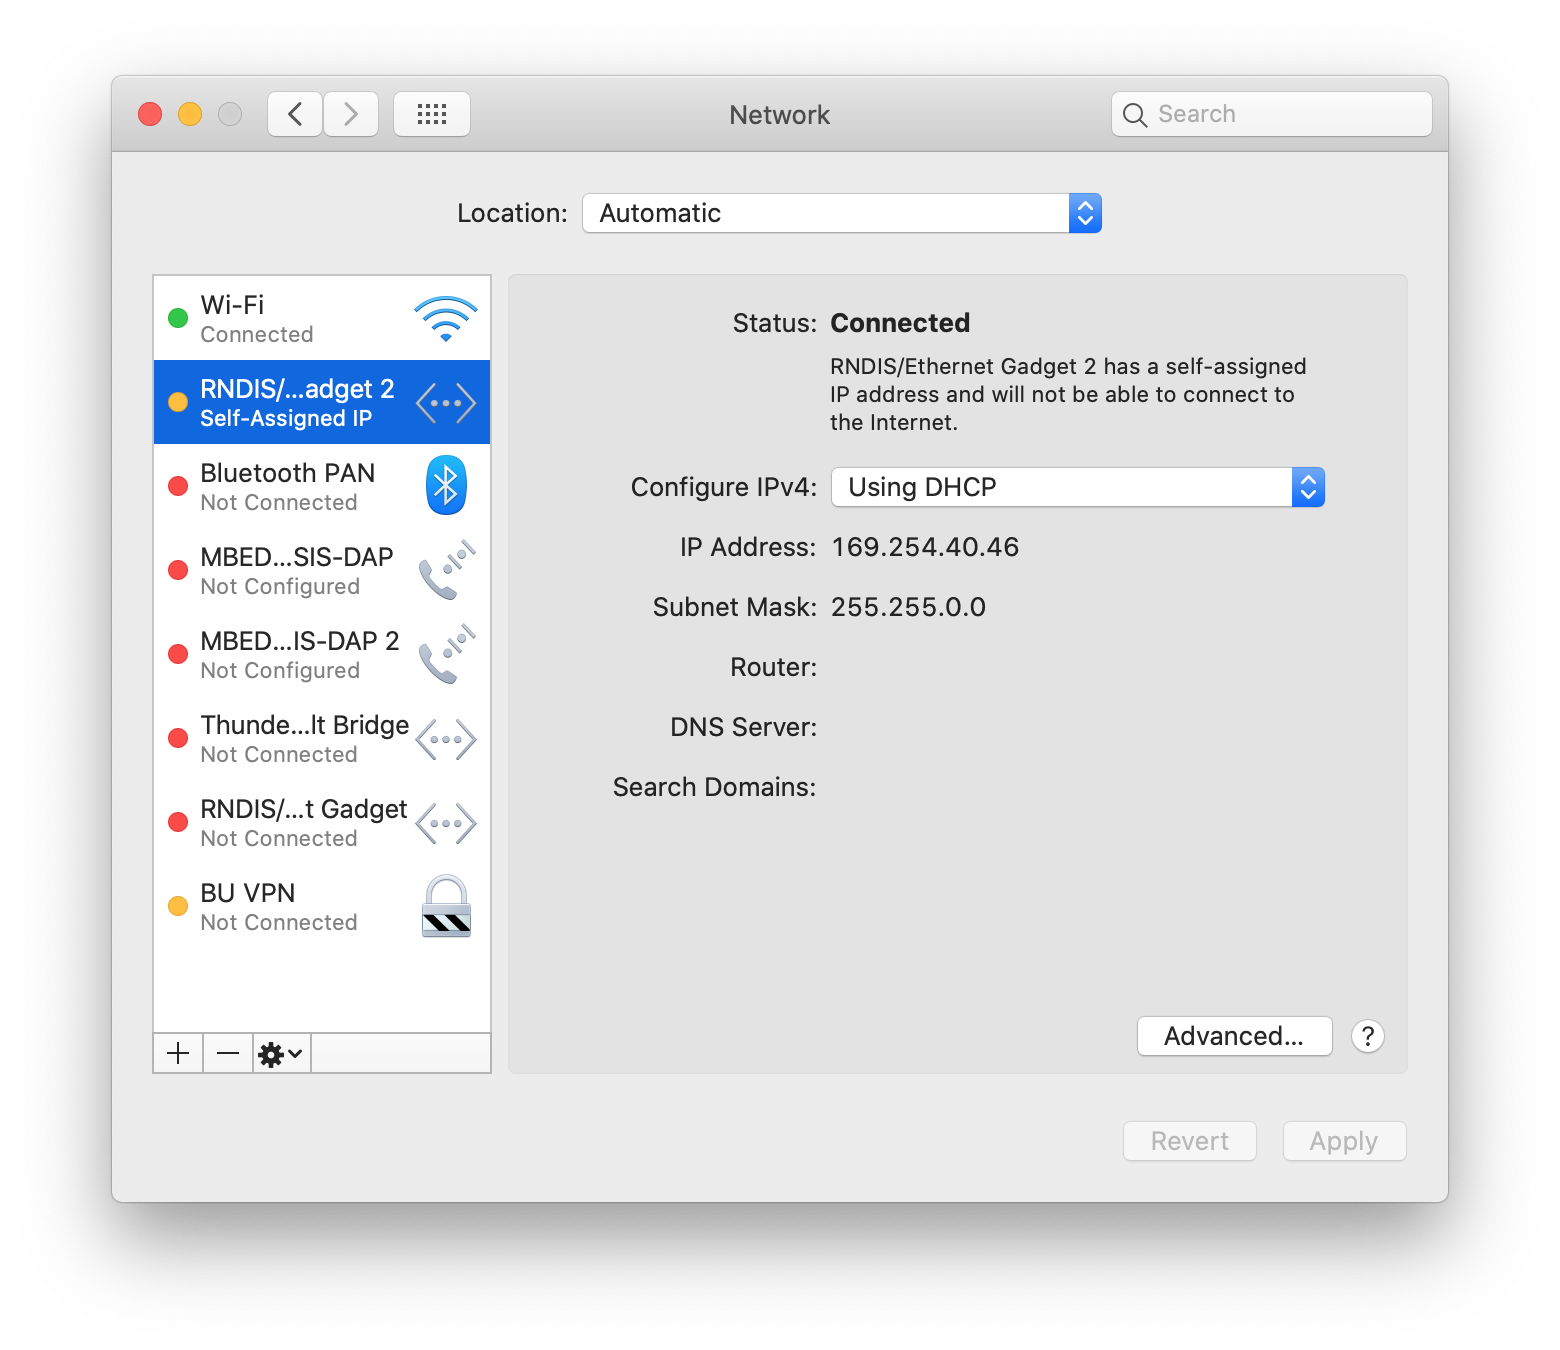 Network
Search
Location: Automatic
Wi-Fi
Connected
RNDIS/...adget 2
Self-Assigned IP
Bluetooth PAN
Not Connected
MBED...SIS-DAP
Not Configured
MBED...IS-DAP 2
Not Configured
Thunde...lt Bridge
Not Connected
RNDIS/...t Gadget
Not Connected
BU VPN
Not Connected
Status: Connected
RNDIS/Ethernet Gadget 2 has a self-assigned
IP address and will not be able to connect to
the Internet.
Configure IPv4: Using DHCP
IP Address: 169.254.40.46
Subnet Mask: 255.255.0.0
Router:
DNS Server:
Search Domains:
Advanced... ?
Revert Apply